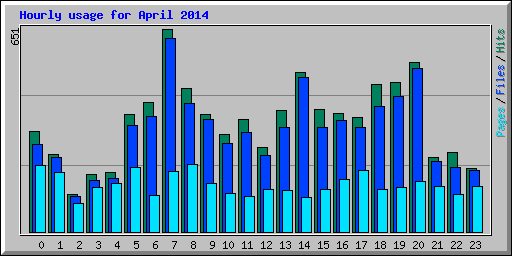 Hourly usage for April 2014
651
Pages / Files / Hits
0 1 2 3 4 5 6 7 8 9 10 11 12 13 14 15 16 17 18 19 20 21 22 23